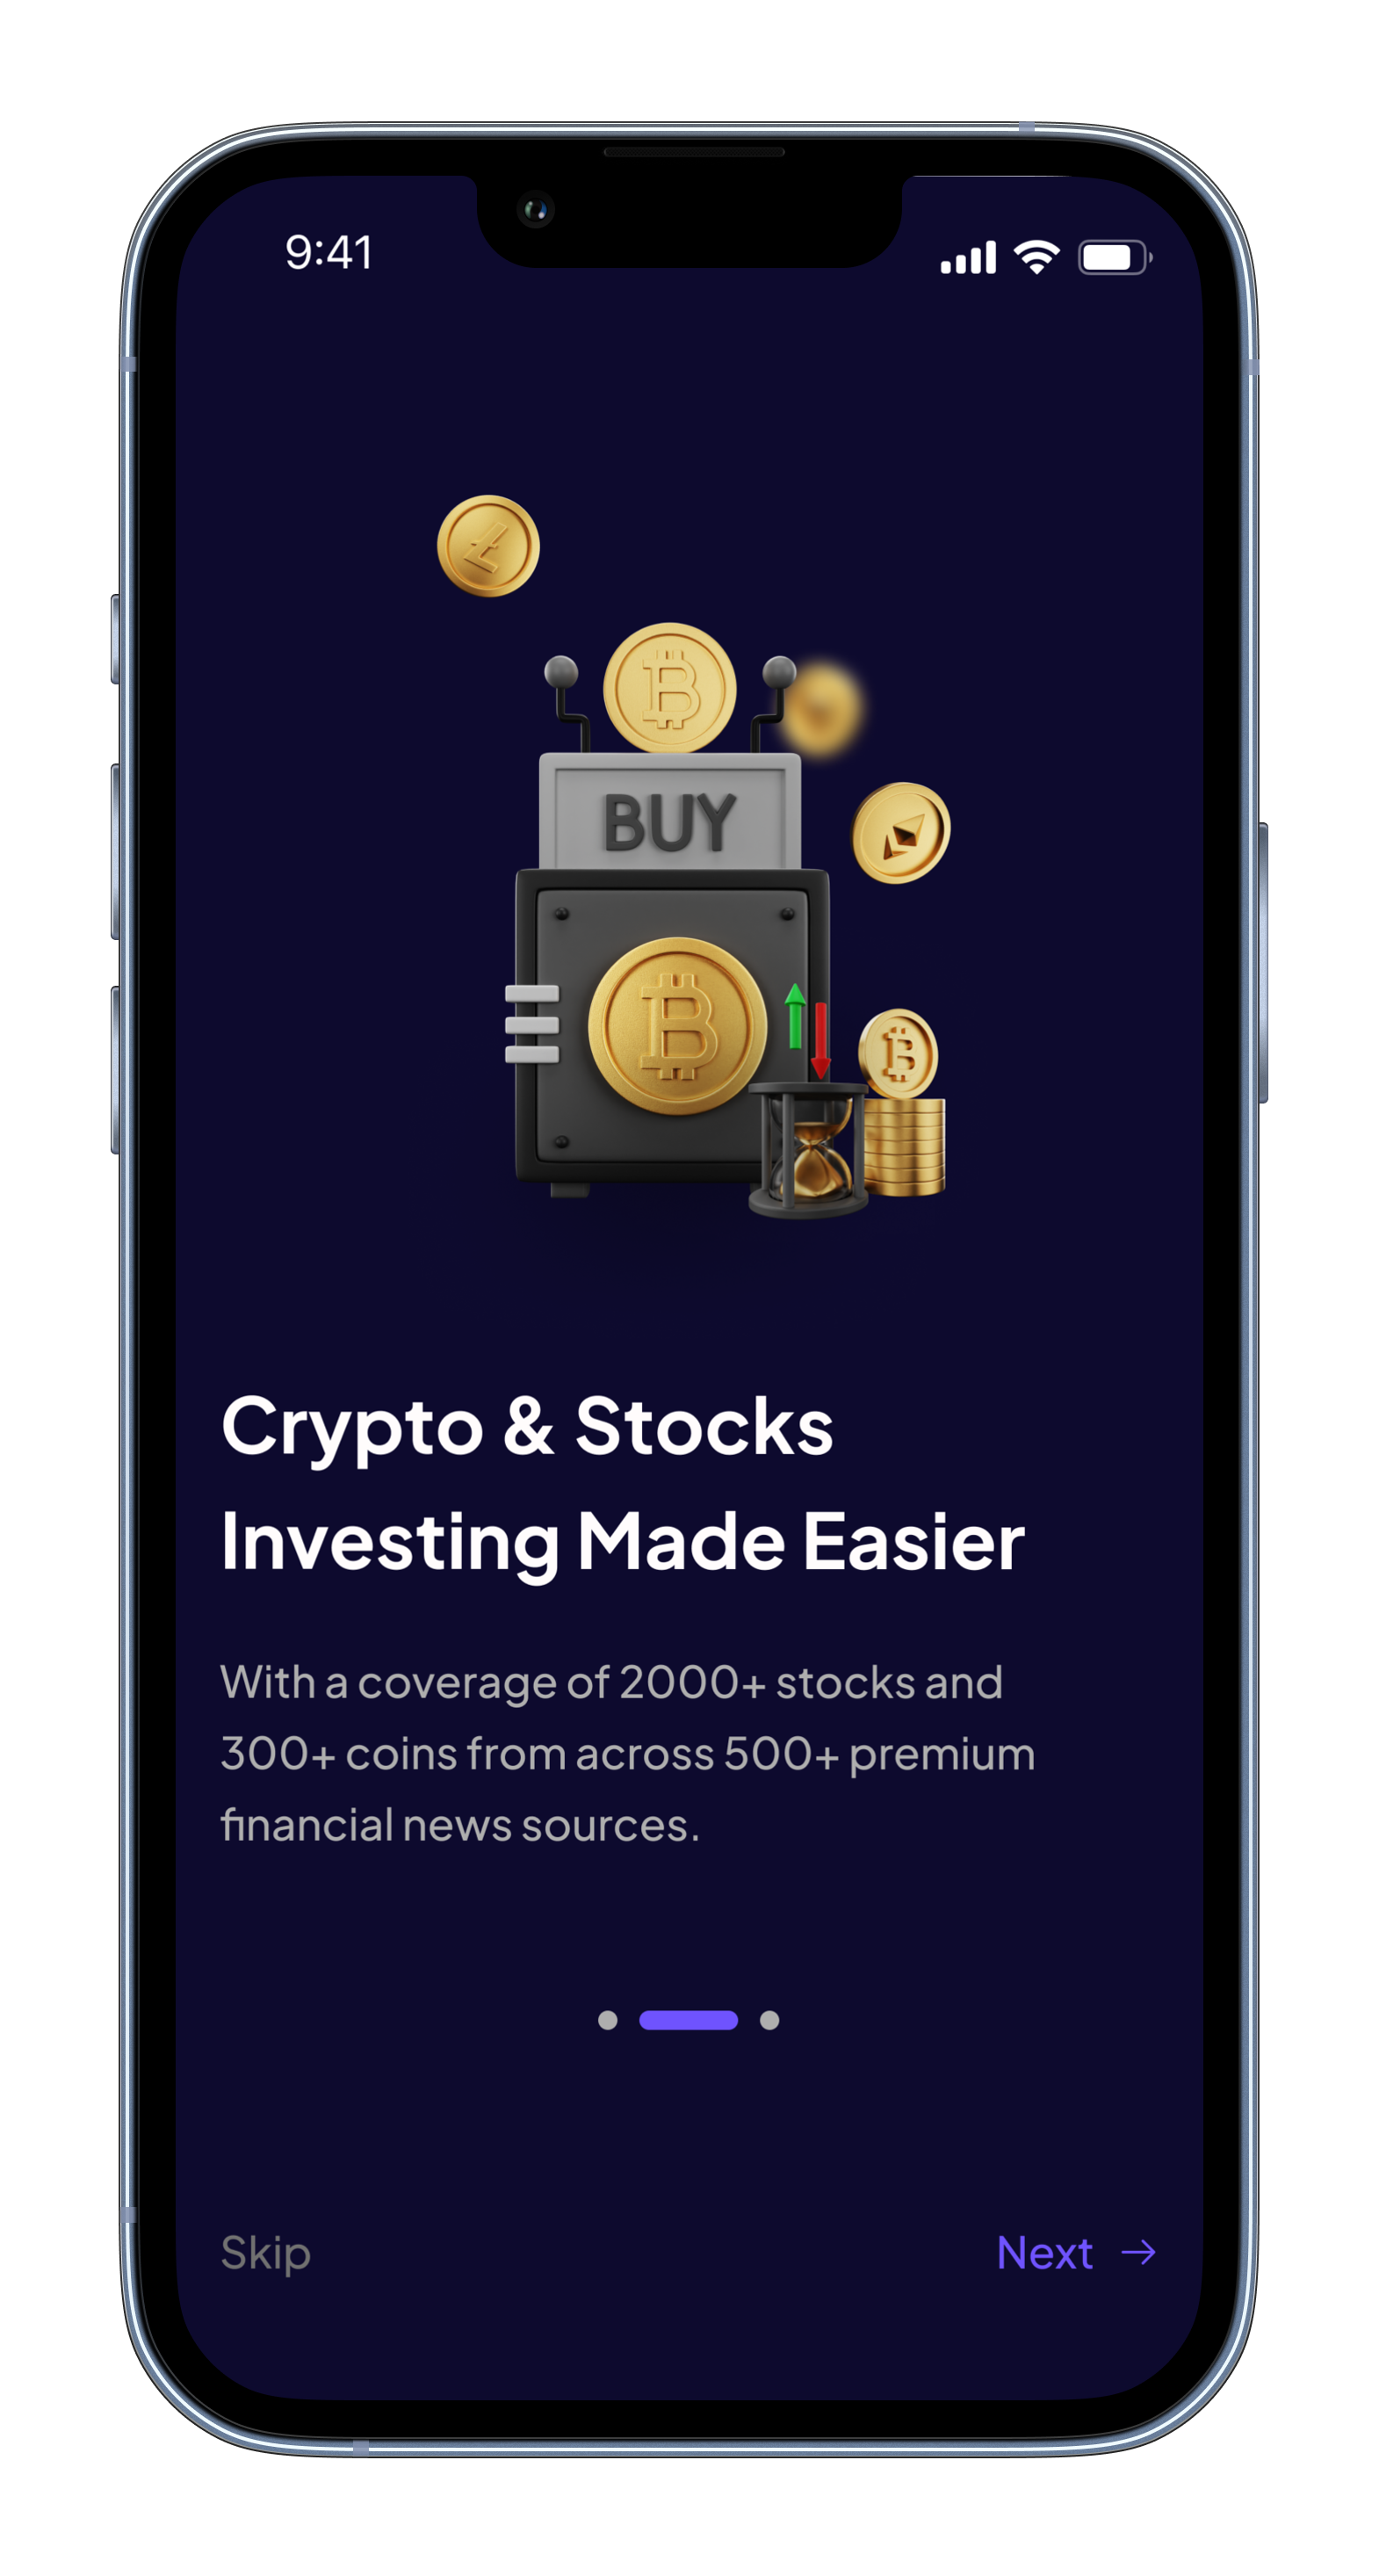 9:41
BUY
Crypto & Stocks
Investing Made Easier
With a coverage of 2000+ stocks and
300+ coins from across 500+ premium
financial news sources.
Skip
Next